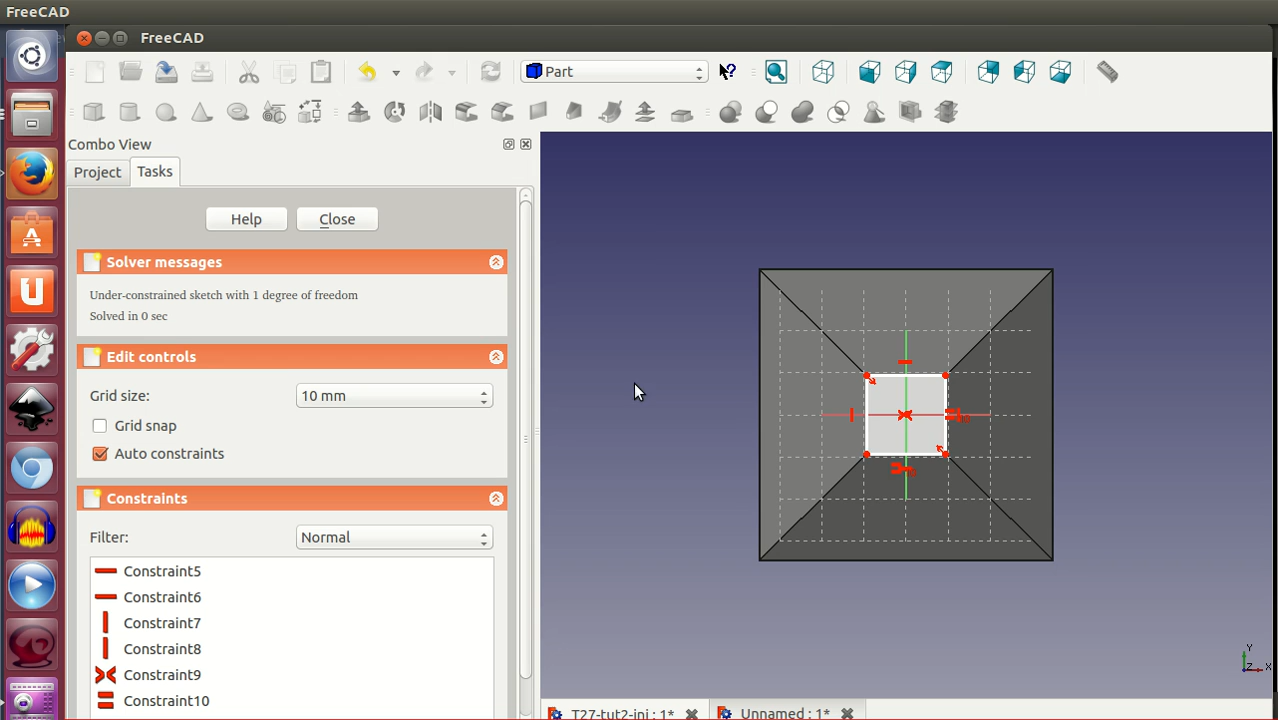 FreeCAD
FreeCAD
Part
Combo View
Project
Tasks
Help
Close
Solver messages
Under-constrained sketch with 1 degree of freedom
Solved in 0 sec
Edit controls
Grid size:
10 mm
Grid snap
Auto constraints
Constraints
Filter:
Normal
Constraint5
Constraint6
Constraint7
Constraint8
Constraint9
Constraint10
Y
Z
X
T27-tut2-ini : 1*
Unnamed : 1*